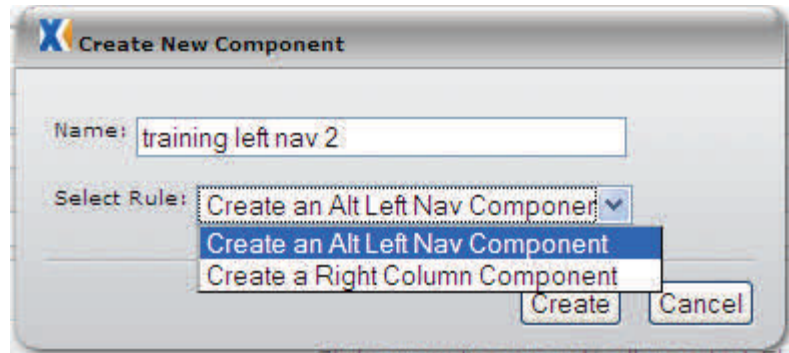 Create New Component
Name: training left nav 2
Select Rule: Create an Alt Left Nav Componen
Create an Alt Left Nav Component
Create a Right Column Component
Create Cancel